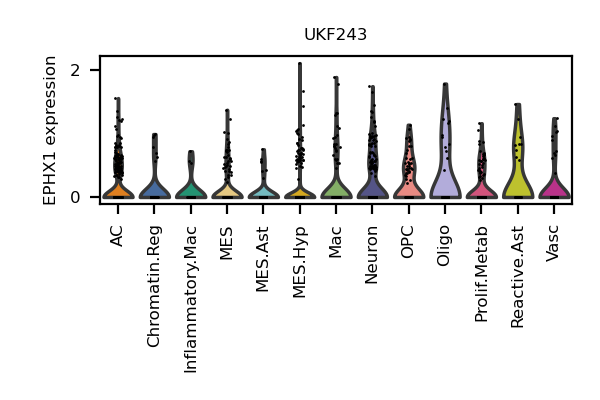 UKF243
EPHX1 expression
2
0
AC
Chromatin.Reg
Inflammatory.Mac
MES
MES.Ast
MES.Hyp
Mac
Neuron
OPC
Oligo
Prolif.Metab
Reactive.Ast
Vasc